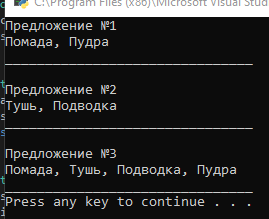 C:\Program Files (x86)\Microsoft Visual Stud
Предложение №1
Помада, Пудра
Предложение №2
Тушь, Подводка
Предложение №3
Помада, Тушь, Подводка, Пудра
Press any key to continue . . .